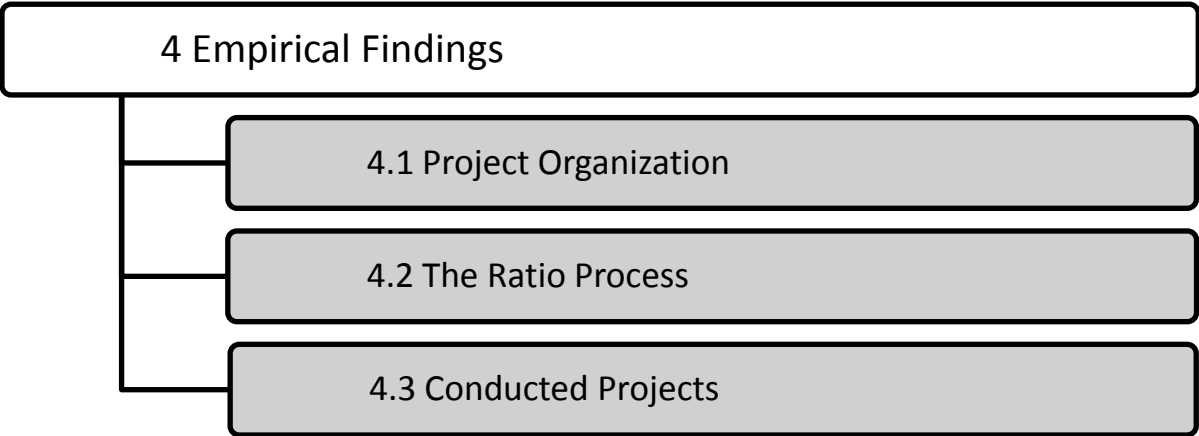 4 Empirical Findings
4.1 Project Organization
4.2 The Ratio Process
4.3 Conducted Projects